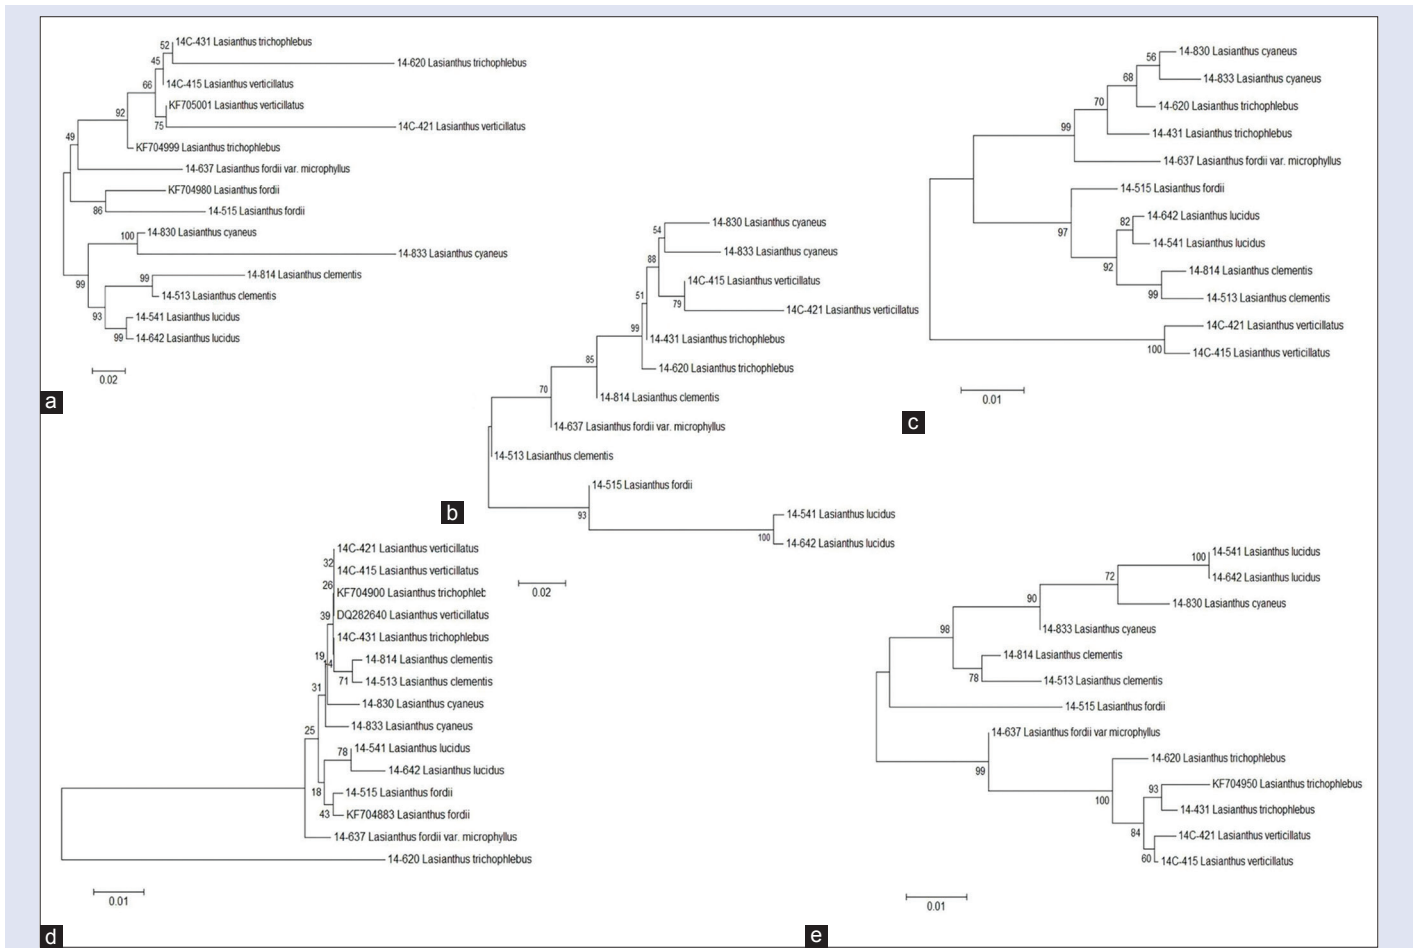 52
14C-431 Lasianthus trichophlebus
14-620 Lasianthus trichophlebus
45
14C-415 Lasianthus verticillatus
66
KF705001 Lasianthus verticillatus
75
14C-421 Lasianthus verticillatus
92
KF704999 Lasianthus trichophlebus
49
14-637 Lasianthus fordii var. microphyllus
KF704980 Lasianthus fordii
86
14-515 Lasianthus fordii
100
14-830 Lasianthus cyaneus
14-833 Lasianthus cyaneus
99
99
14-814 Lasianthus clementis
14-513 Lasianthus clementis
93
14-541 Lasianthus lucidus
99
14-642 Lasianthus lucidus
0.02
a
54
14-830 Lasianthus cyaneus
14-833 Lasianthus cyaneus
88
14C-415 Lasianthus verticillatus
79
14C-421 Lasianthus verticillatus
51
99
14-431 Lasianthus trichophlebus
14-620 Lasianthus trichophlebus
85
14-814 Lasianthus clementis
70
14-637 Lasianthus fordii var. microphyllus
14-513 Lasianthus clementis
14-515 Lasianthus fordii
93
14-541 Lasianthus lucidus
100
14-642 Lasianthus lucidus
0.02
b
56
14-830 Lasianthus cyaneus
14-833 Lasianthus cyaneus
68
14-620 Lasianthus trichophlebus
70
14-431 Lasianthus trichophlebus
99
14-637 Lasianthus fordii var. microphyllus
14-515 Lasianthus fordii
97
82
14-642 Lasianthus lucidus
14-541 Lasianthus lucidus
92
14-814 Lasianthus clementis
99
14-513 Lasianthus clementis
14C-421 Lasianthus verticillatus
100
14C-415 Lasianthus verticillatus
0.01
c
14C-421 Lasianthus verticillatus
32
14C-415 Lasianthus verticillatus
26
KF704900 Lasianthus trichophlet
39
DQ282640 Lasianthus verticillatus
14C-431 Lasianthus trichophlebus
19
14
14-814 Lasianthus clementis
71
14-513 Lasianthus clementis
31
14-830 Lasianthus cyaneus
14-833 Lasianthus cyaneus
25
78
14-541 Lasianthus lucidus
14-642 Lasianthus lucidus
18
14-515 Lasianthus fordii
43
KF704883 Lasianthus fordii
14-637 Lasianthus fordii var. microphyllus
14-620 Lasianthus trichophlebus
0.01
d
100
14-541 Lasianthus lucidus
14-642 Lasianthus lucidus
72
14-830 Lasianthus cyaneus
90
14-833 Lasianthus cyaneus
98
14-814 Lasianthus clementis
78
14-513 Lasianthus clementis
14-515 Lasianthus fordii
14-637 Lasianthus fordii var microphyllus
99
14-620 Lasianthus trichophlebus
100
93
KF704950 Lasianthus trichophlebus
14-431 Lasianthus trichophlebus
84
14C-421 Lasianthus verticillatus
60
14C-415 Lasianthus verticillatus
0.01
e